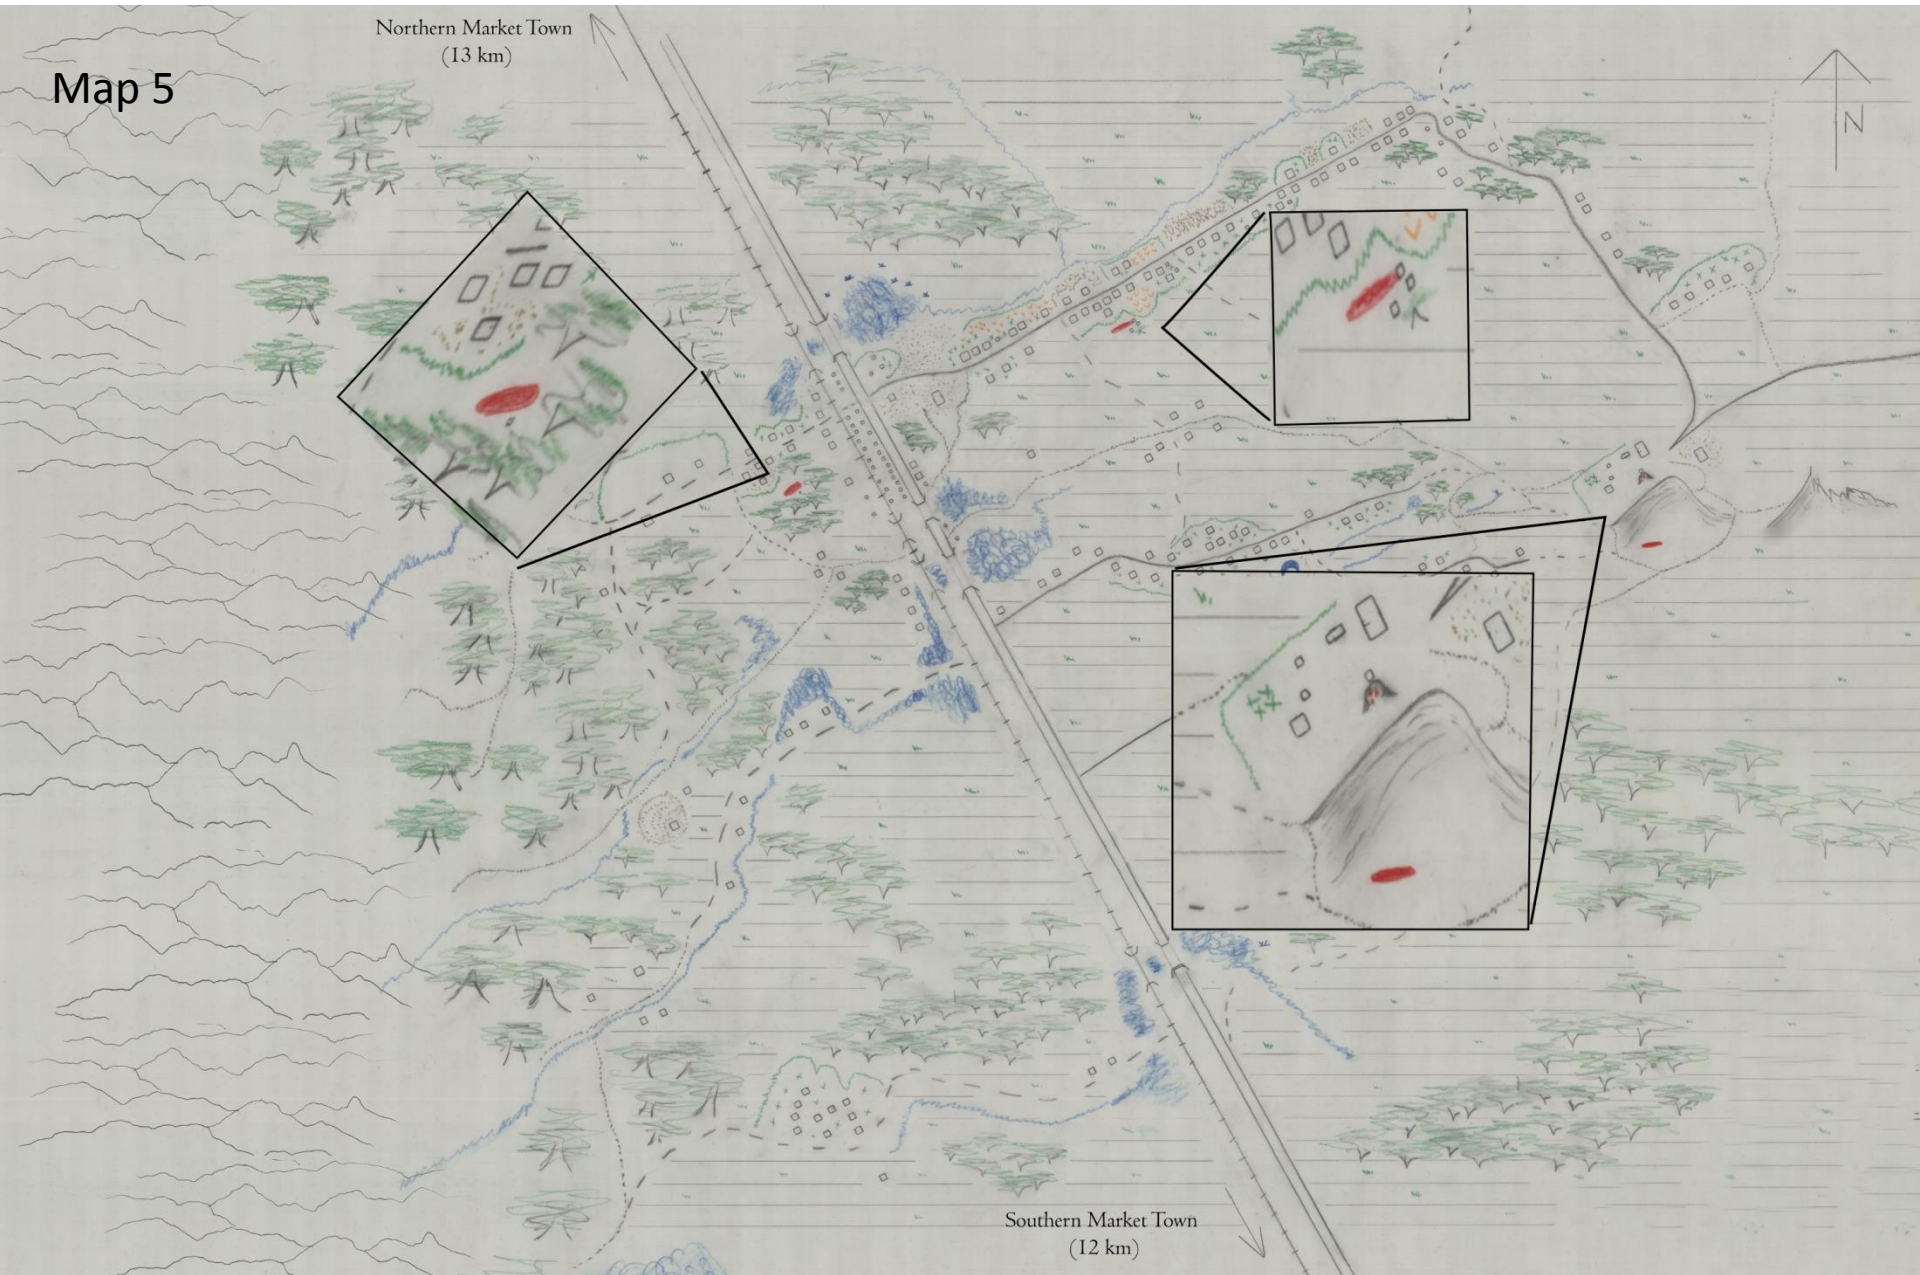 Northern Market Town
(13 km)
Map 5
N
Southern Market Town
(12 km)